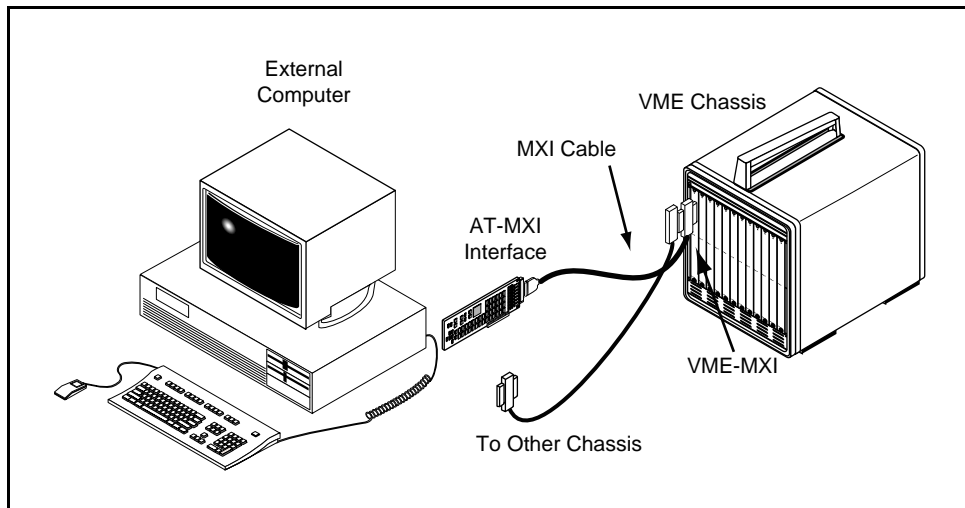 External
Computer
VME Chassis
MXI Cable
AT-MXI
Interface
VME-MXI
To Other Chassis